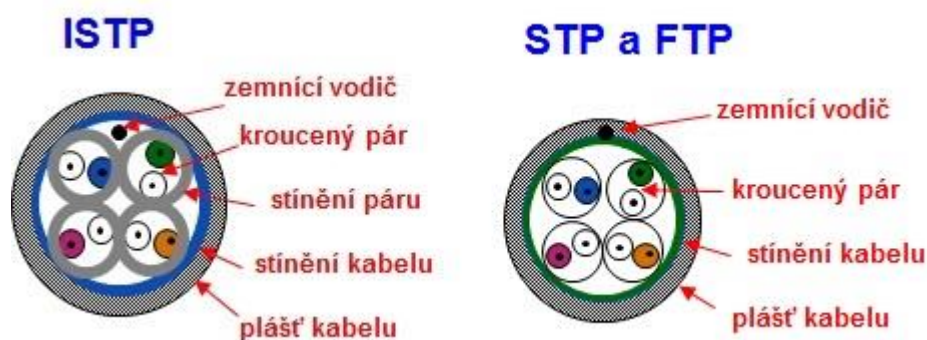 ISTP
zemnící vodič
kroucený pár
stínění páru
stínění kabelu
plášť kabelu
STP a FTP
zemnící vodič
kroucený pár
stínění kabelu
plášť kabelu